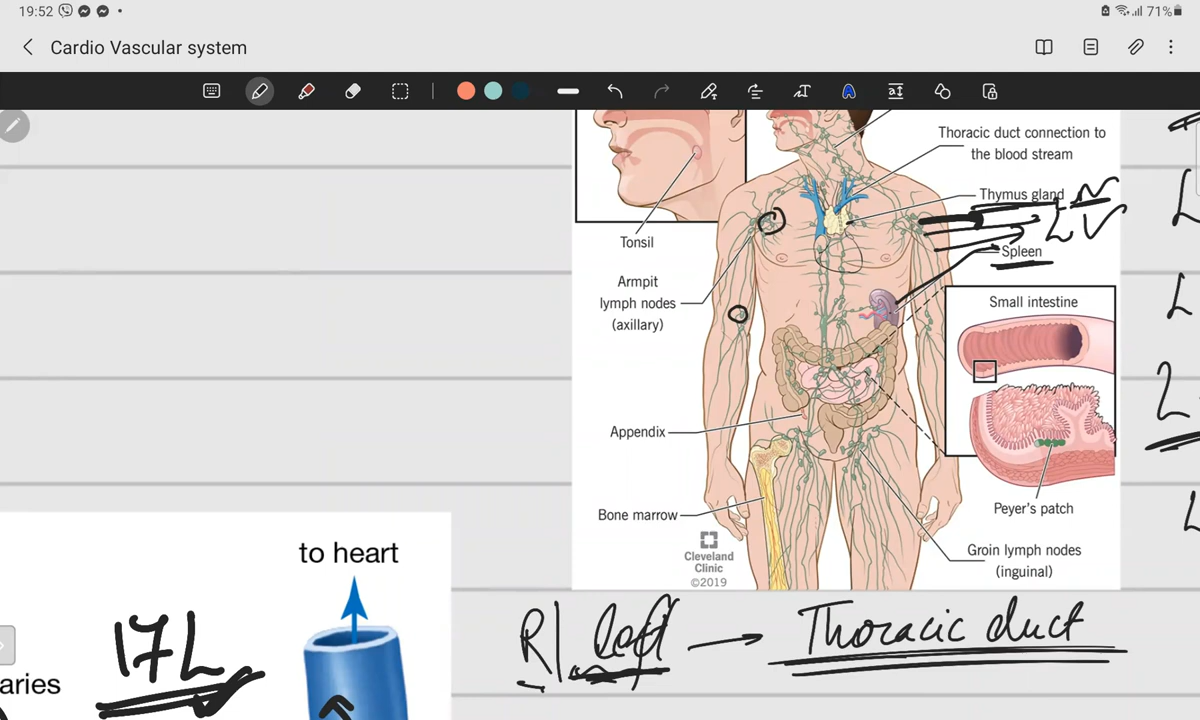 19:52
71%
Cardio Vascular system
Thoracic duct connection to
the blood stream
Thymus gland
N
L V
Tonsil
Spleen
Armpit
lymph nodes
(axillary)
Small intestine
Appendix
Bone marrow
Peyer's patch
Cleveland
Clinic
©2019
Groin lymph nodes
(inguinal)
to heart
R| left → Thoracic duct
17L
aries